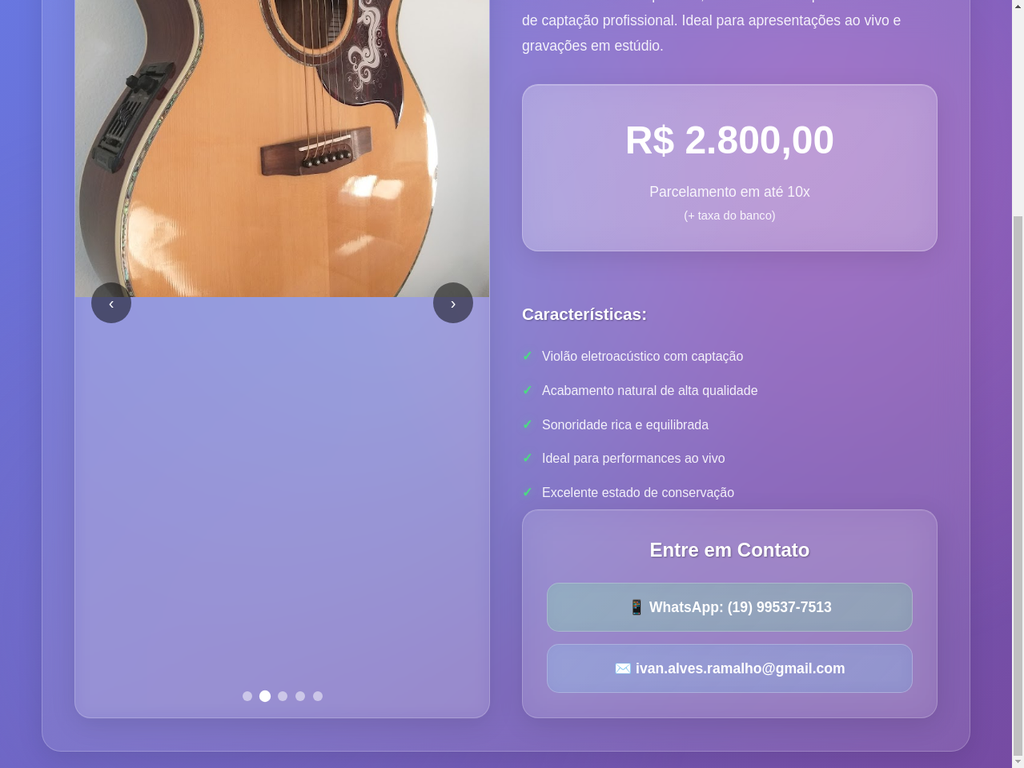 de captação profissional. Ideal para apresentações ao vivo e
gravações em estúdio.
R$ 2.800,00
Parcelamento em até 10x
(+ taxa do banco)
Características:
✓ Violão eletroacústico com captação
✓ Acabamento natural de alta qualidade
✓ Sonoridade rica e equilibrada
✓ Ideal para performances ao vivo
✓ Excelente estado de conservação
Entre em Contato
📱 WhatsApp: (19) 99537-7513
✉️ ivan.alves.ramalho@gmail.com